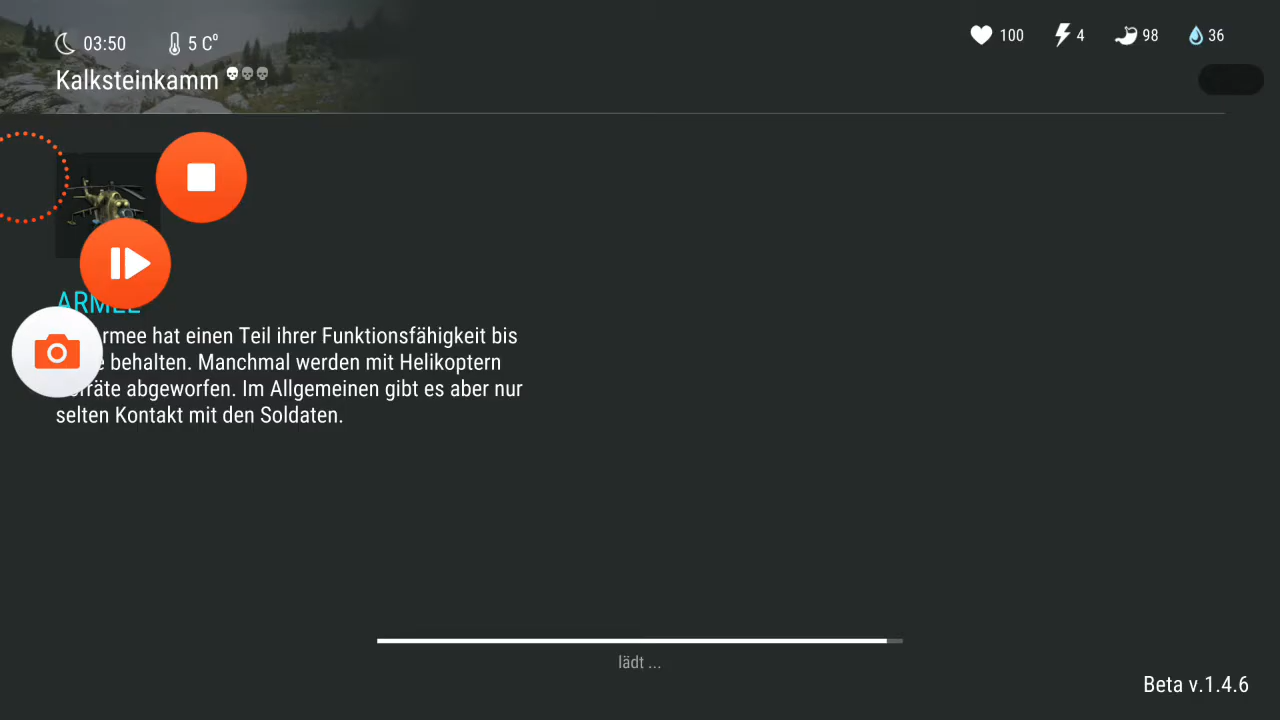 03:50 5 Cº 100 4 98 36
Kalksteinkamm
ARMEE
hat einen Teil ihrer Funktionsfähigkeit bis
behalten. Manchmal werden mit Helikoptern
abgeworfen. Im Allgemeinen gibt es aber nur
selten Kontakt mit den Soldaten.
lädt ...
Beta v.1.4.6